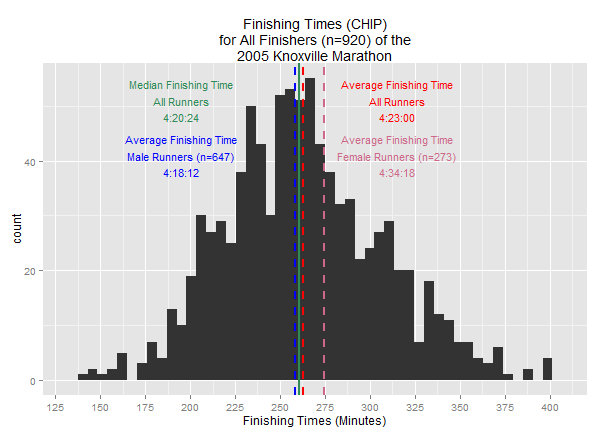 Finishing Times (CHIP)
for All Finishers (n=920) of the
2005 Knoxville Marathon
Median Finishing Time
All Runners
4:20:24
Average Finishing Time
Male Runners (n=647)
4:18:12
Average Finishing Time
All Runners
4:23:00
Average Finishing Time
Female Runners (n=273)
4:34:18
count
40
20
0
125 150 175 200 225 250 275 300 325 350 375 400
Finishing Times (Minutes)